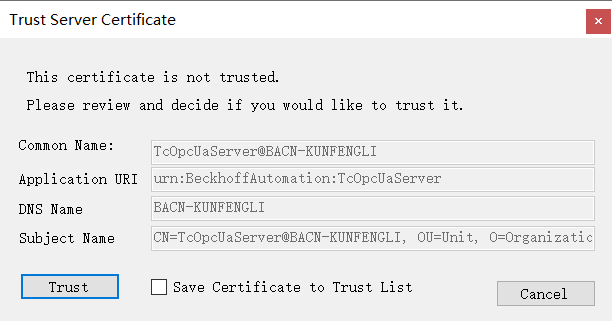 Trust Server Certificate
This certificate is not trusted.
Please review and decide if you would like to trust it.
Common Name: TcOpcUaServer@BACN-KUNFENGLI
Application URI urn:BeckhoffAutomation:TcOpcUaServer
DNS Name BACN-KUNFENGLI
Subject Name CN=TcOpcUaServer@BACN-KUNFENGLI, OU=Unit, O=Organizatio
Trust Save Certificate to Trust List Cancel